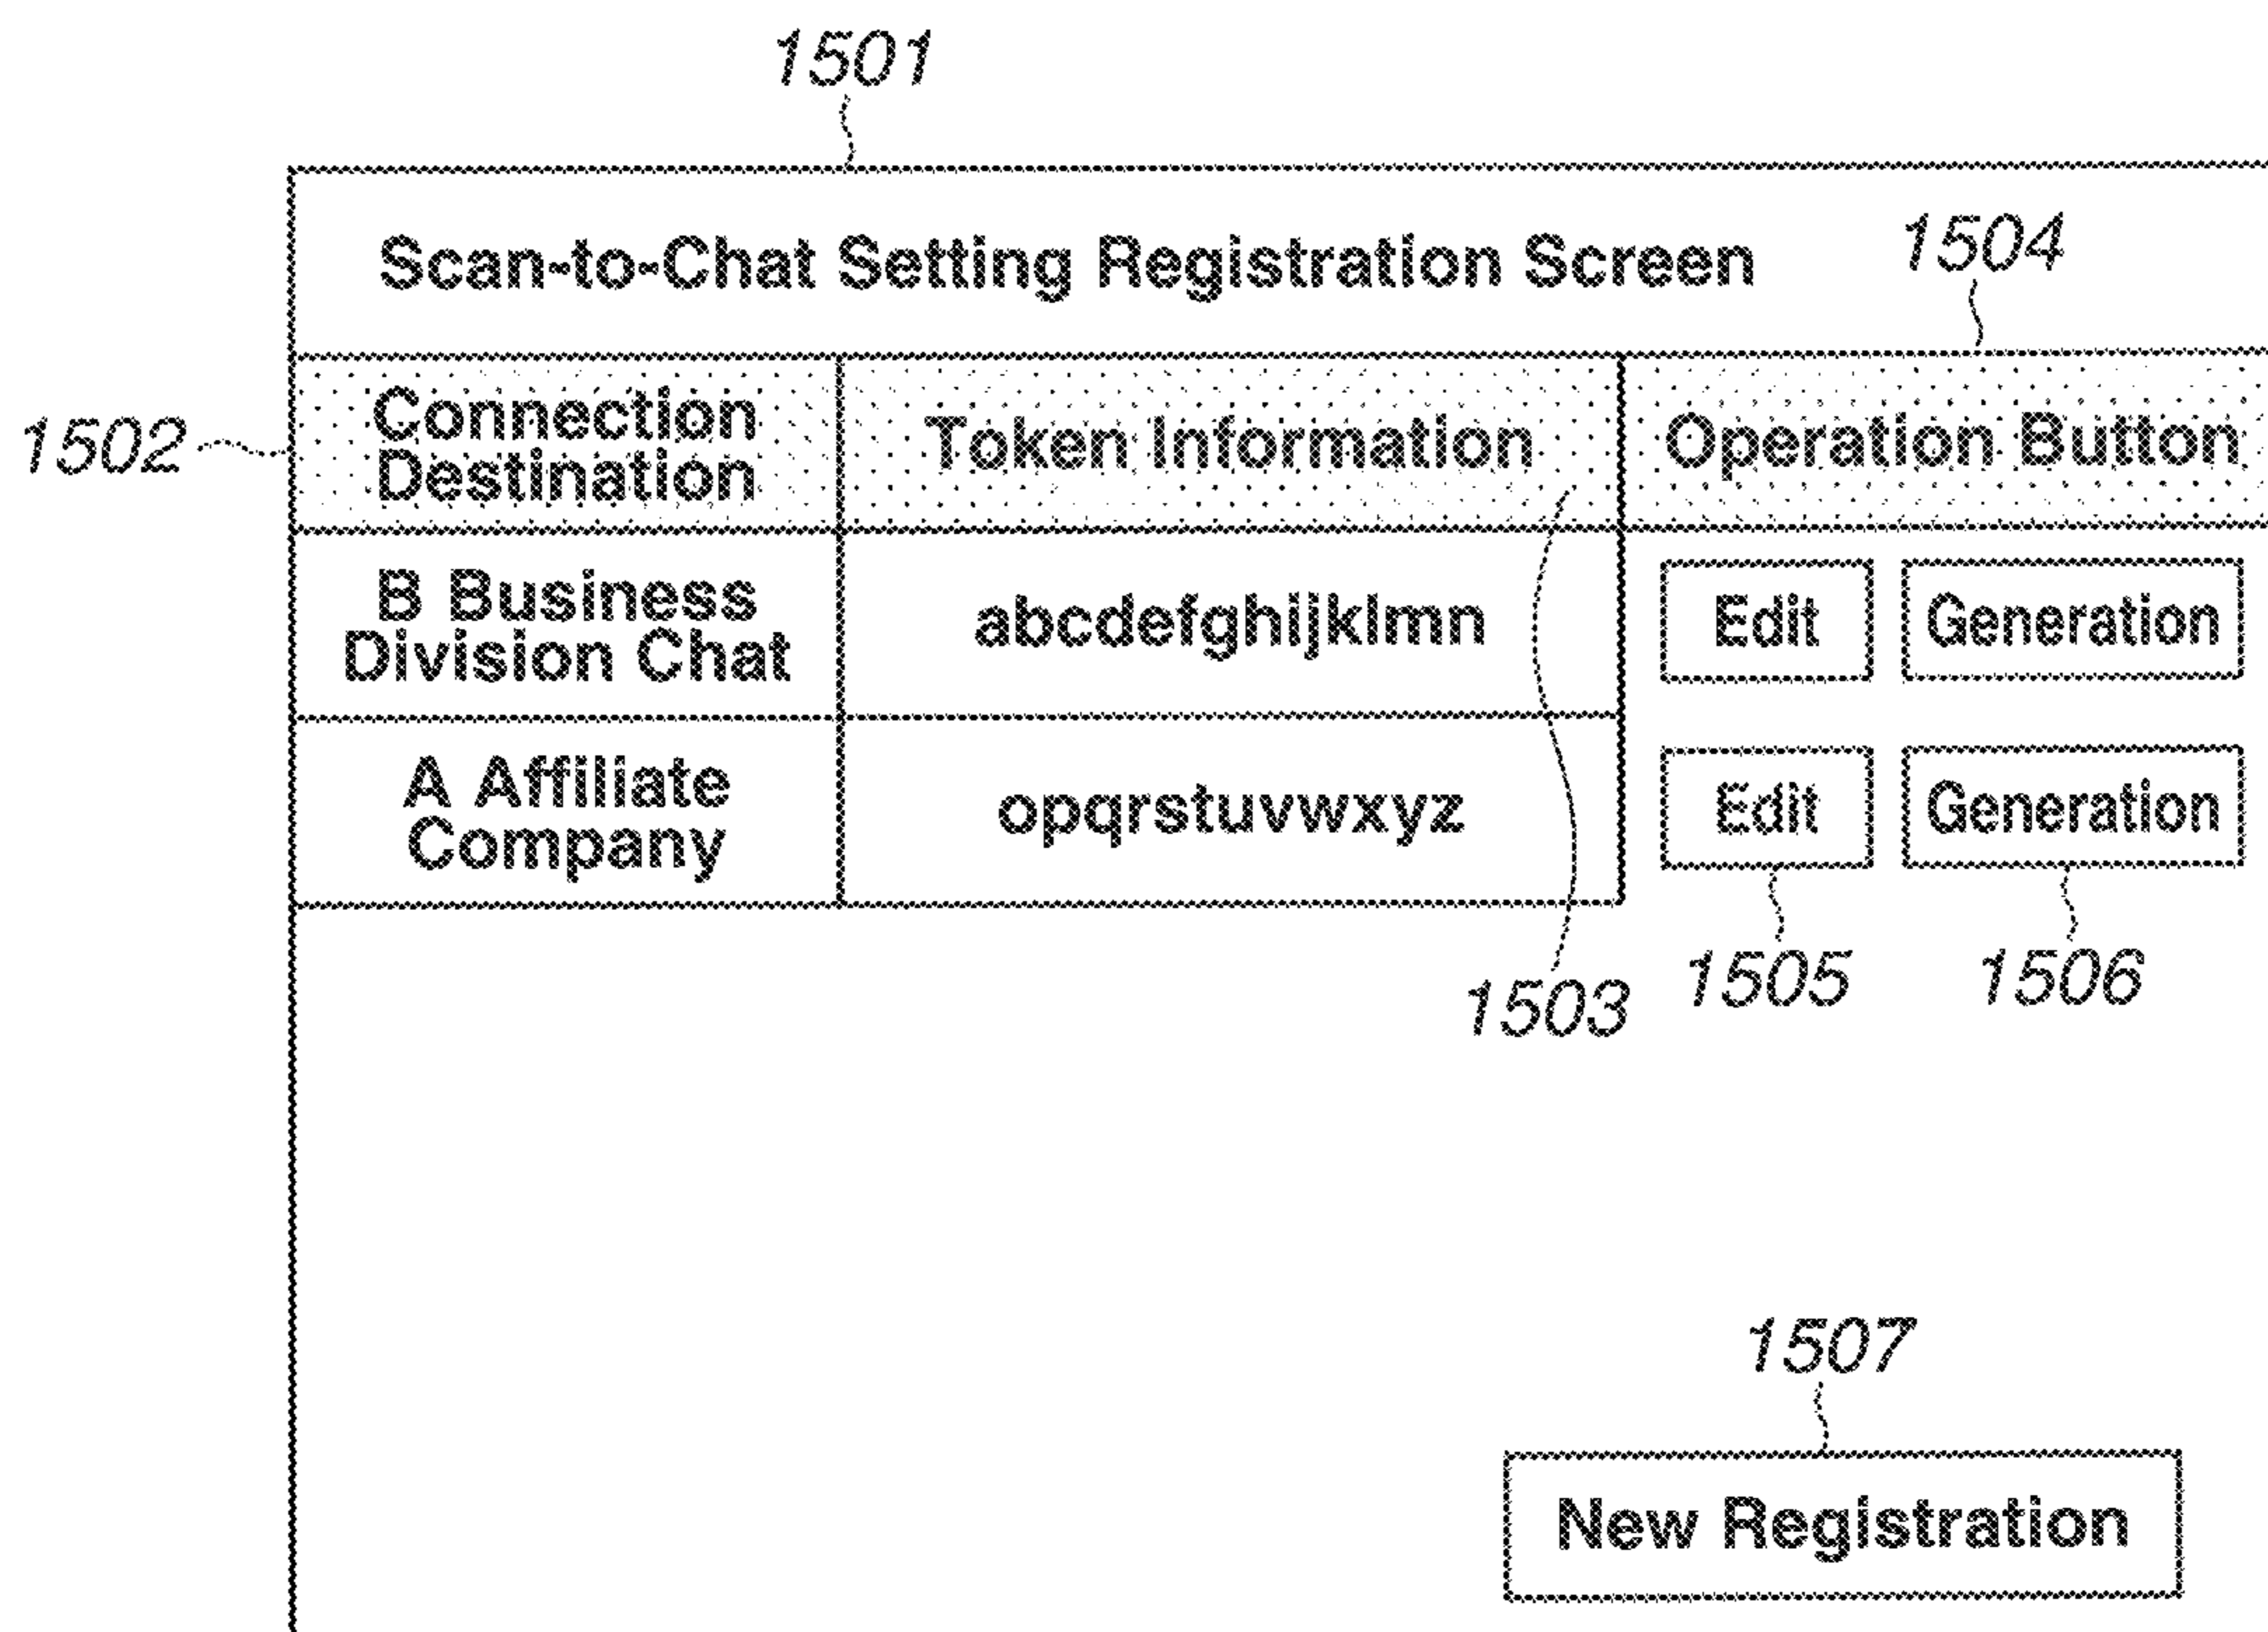 1501
Scan-to-Chat Setting Registration Screen
1504
1502
Connection
Destination
Token Information
Operation Button
B Business
Division Chat
abcdefghijklmn
Edit
Generation
A Affiliate
Company
opqrstuvwxyz
Edit
Generation
1503
1505
1506
1507
New Registration